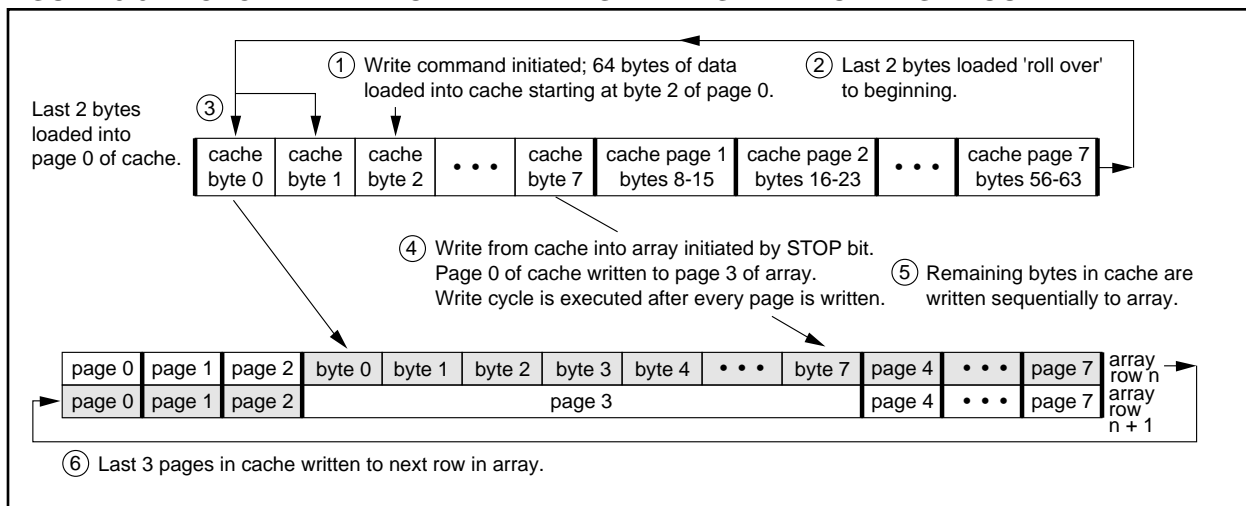 ① Write command initiated; 64 bytes of data
loaded into cache starting at byte 2 of page 0.
② Last 2 bytes loaded 'roll over'
to beginning.
Last 2 bytes
loaded into
page 0 of cache.
③
cache
byte 0
cache
byte 1
cache
byte 2
• • •
cache
byte 7
cache page 1
bytes 8-15
cache page 2
bytes 16-23
• • •
cache page 7
bytes 56-63
④ Write from cache into array initiated by STOP bit.
Page 0 of cache written to page 3 of array.
Write cycle is executed after every page is written.
⑤ Remaining bytes in cache are
written sequentially to array.
page 0 page 1 page 2 byte 0 byte 1 byte 2 byte 3 byte 4 • • • byte 7 page 4 • • • page 7
array
row n
page 0 page 1 page 2 page 3 page 4 • • • page 7
array
row
n + 1
⑥ Last 3 pages in cache written to next row in array.